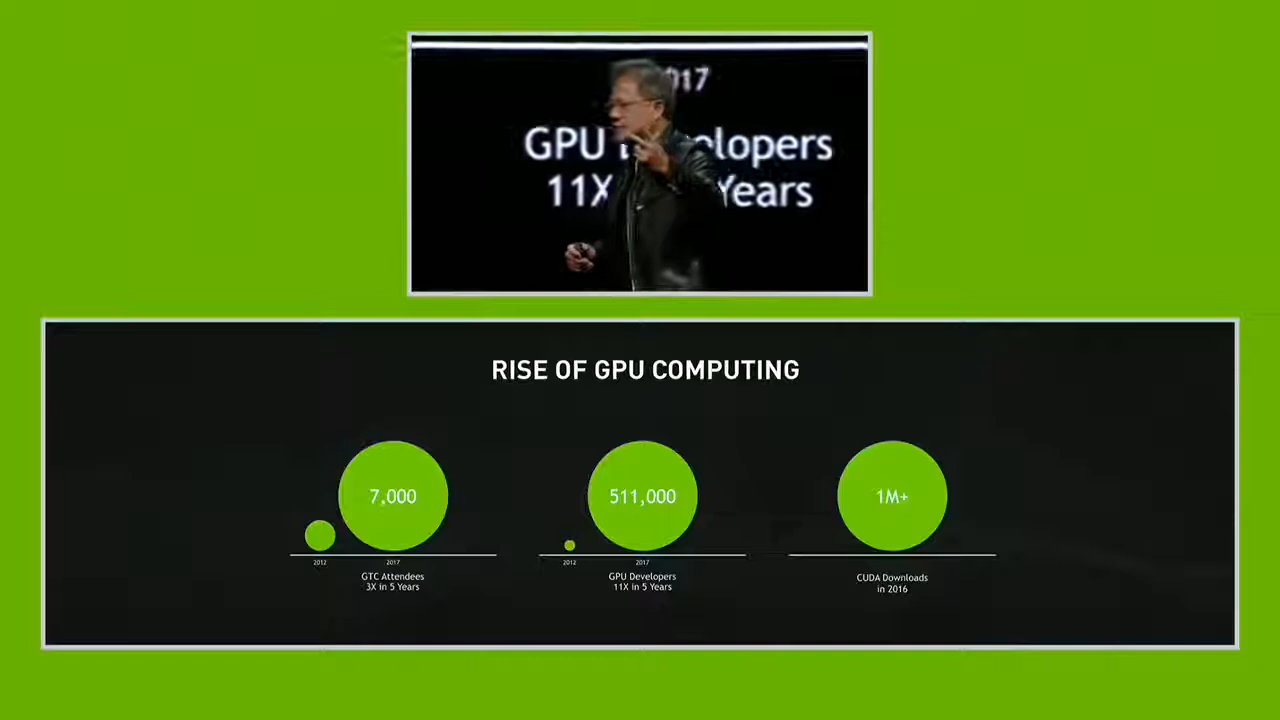 GPU
11X Years
RISE OF GPU COMPUTING
7,000
2012
2017
GTC Attendees
3X in 5 Years
511,000
2012
2017
GPU Developers
11X in 5 Years
1M+
CUDA Downloads
in 2016